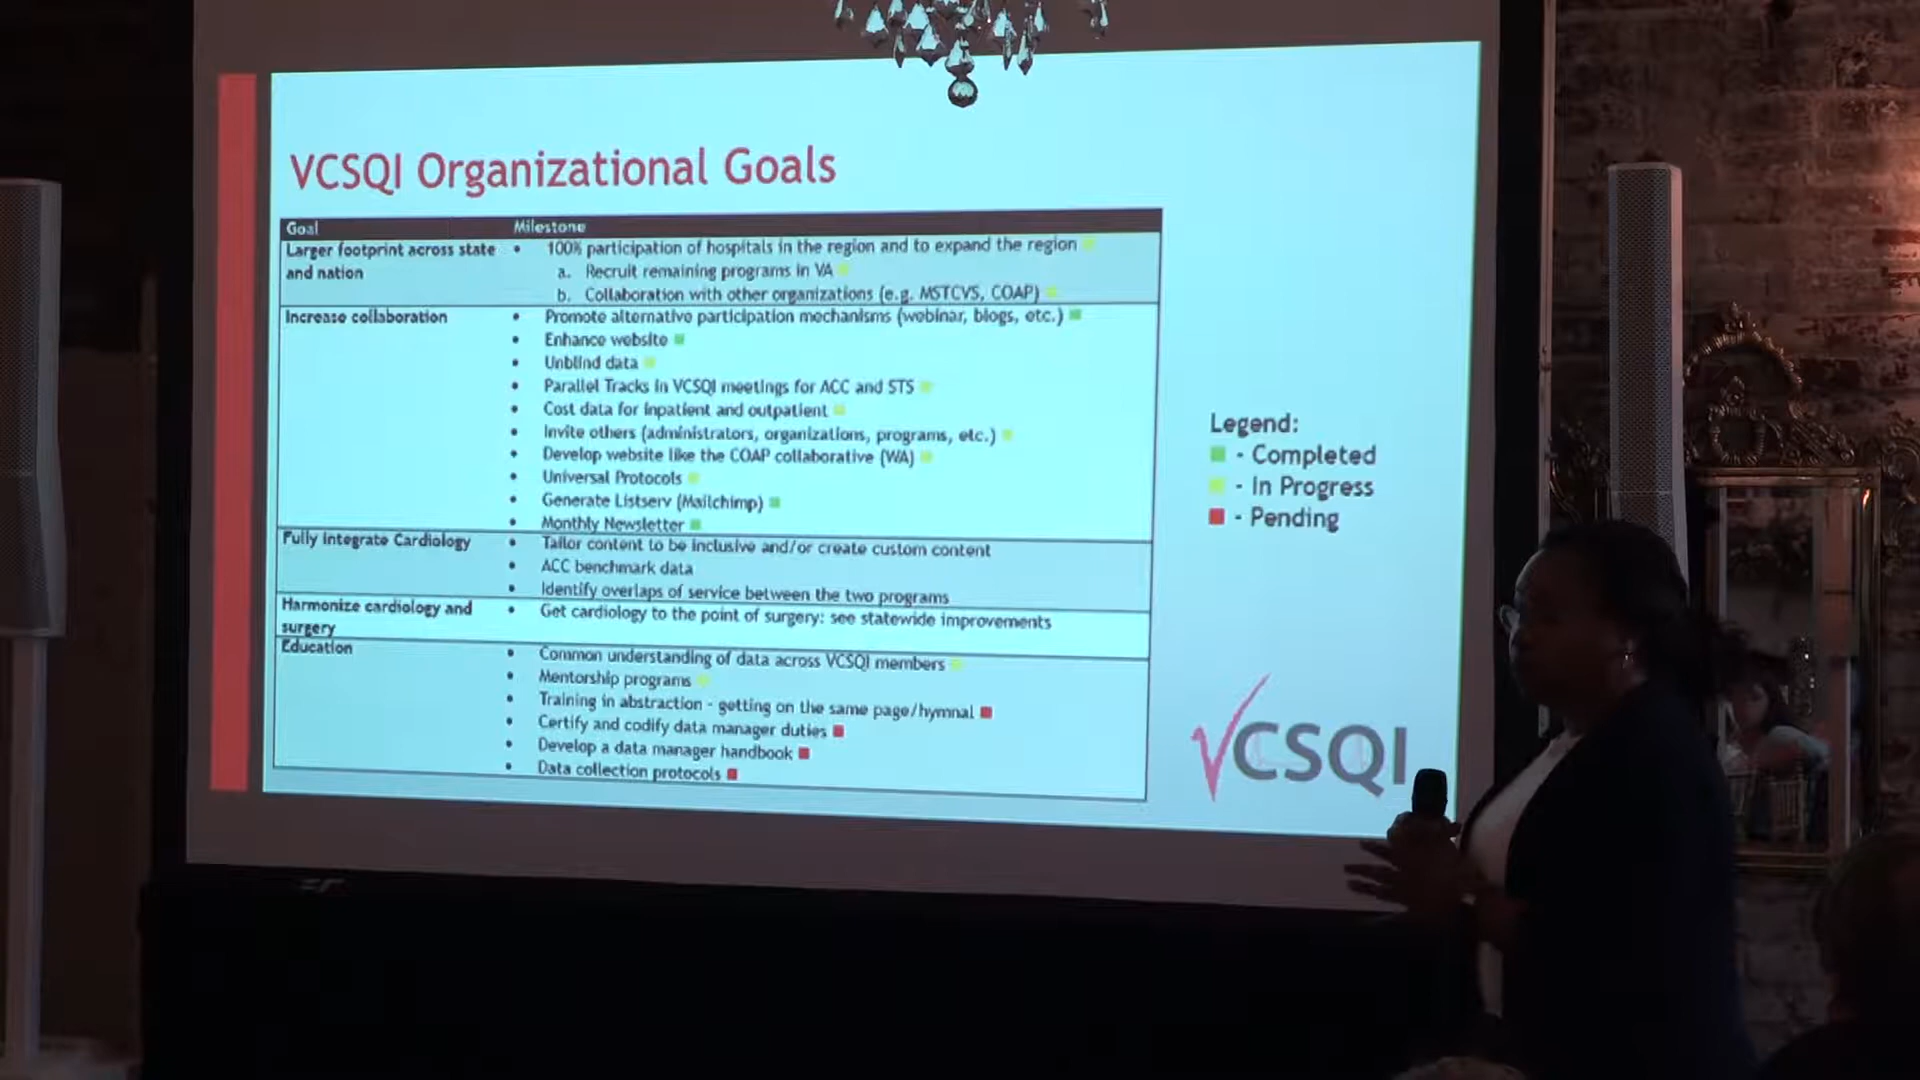 VCSQI Organizational Goals
Goal Milestone
Larger footprint across state and nation
• 100% participation of hospitals in the region and to expand the region
a. Recruit remaining programs in VA
b. Collaboration with other organizations (e.g. MSTCVS, COAP)
Increase collaboration
• Promote alternative participation mechanisms (webinar, blogs, etc.)
• Enhance website
• Unblind data
• Parallel Tracks in VCSQI meetings for ACC and STS
• Cost data for inpatient and outpatient
• Invite others (administrators, organizations, programs, etc.)
• Develop website like the COAP collaborative (WA)
• Universal Protocols
• Generate Listserv (Mailchimp)
• Monthly Newsletter
Fully Integrate Cardiology
• Tailor content to be inclusive and/or create custom content
• ACC benchmark data
• Identify overlaps of service between the two programs
Harmonize cardiology and surgery
• Get cardiology to the point of surgery: see statewide improvements
Education
• Common understanding of data across VCSQI members
• Mentorship programs
• Training in abstraction - getting on the same page/hymnal
• Certify and codify data manager duties
• Develop a data manager handbook
• Data collection protocols
Legend:
- Completed
- In Progress
- Pending
VCSQI